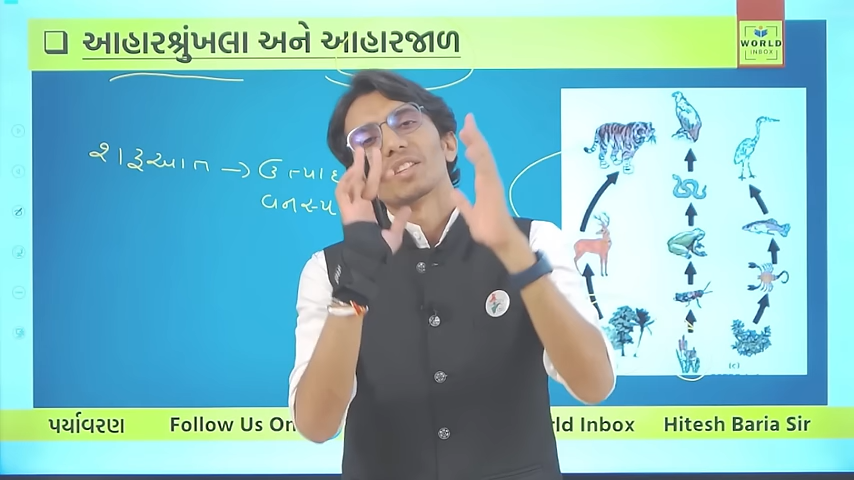 ❑ આહારશ્રુંખલા અને આહારજાળ
WORLD
INBOX
શરૂઆત → ઉત્પાદ
વનસ્પ
(c)
પર્યાવરણ Follow Us On ld Inbox Hitesh Baria Sir